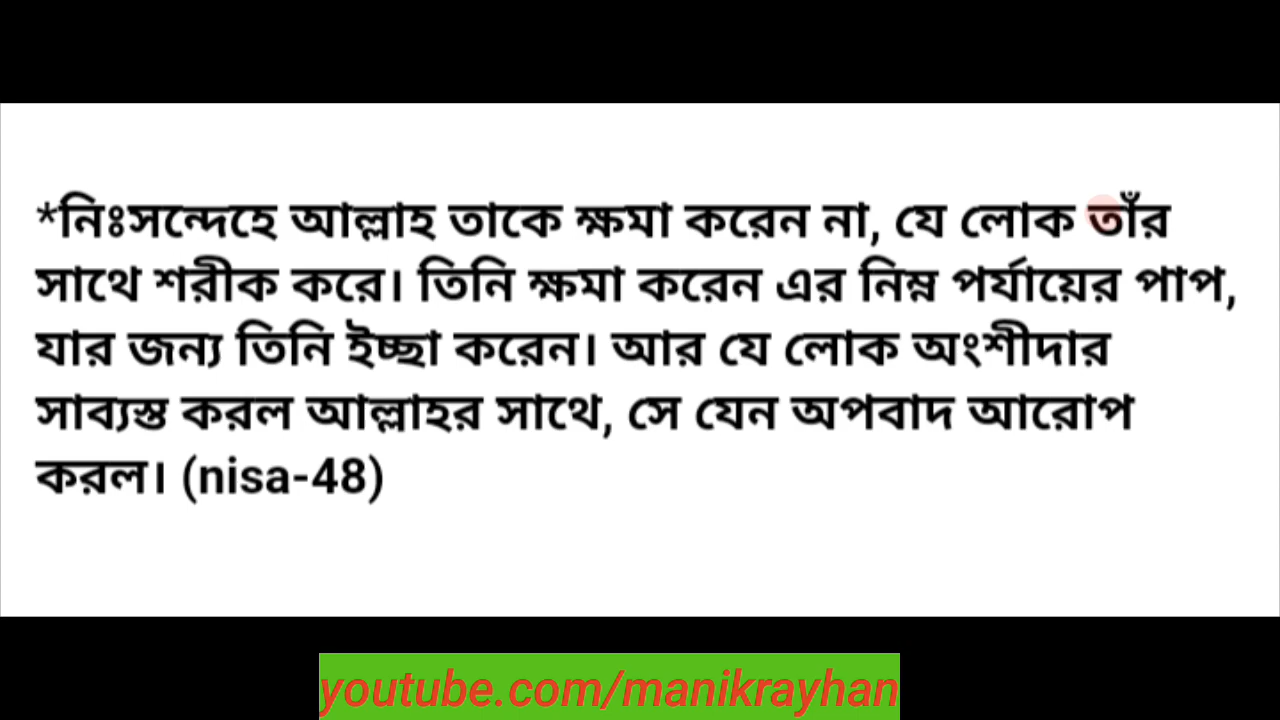 *নিঃসন্দেহে আল্লাহ তাকে ক্ষমা করেন না, যে লোক তাঁর
সাথে শরীক করে। তিনি ক্ষমা করেন এর নিম্ন পর্যায়ের পাপ,
যার জন্য তিনি ইচ্ছা করেন। আর যে লোক অংশীদার
সাব্যস্ত করল আল্লাহর সাথে, সে যেন অপবাদ আরোপ
করল। (nisa-48)
youtube.com/manikrayhan